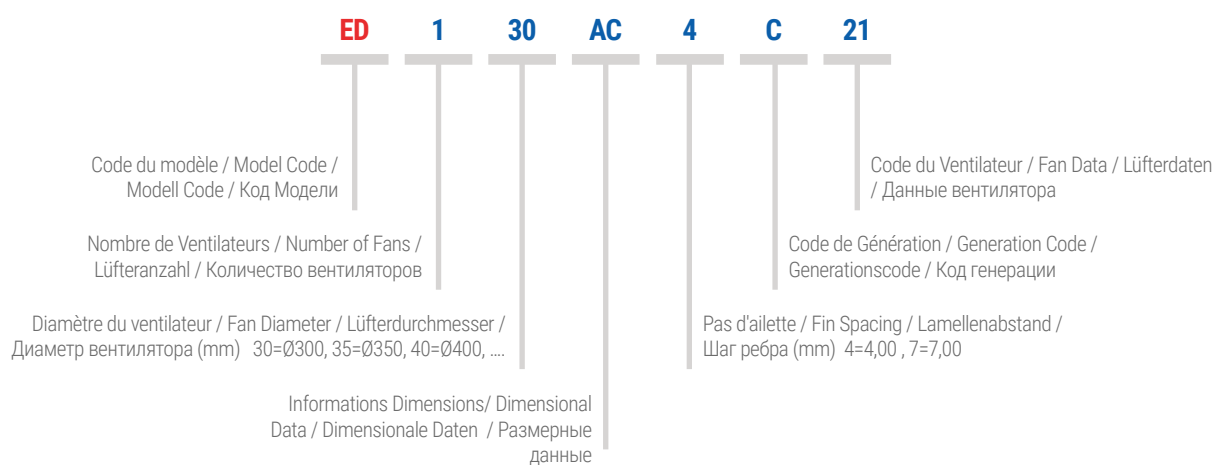 ED 1 30 AC 4 C 21
Code du modèle / Model Code /
Modell Code / Код Модели
Code du Ventilateur / Fan Data / Lüfterdaten
/ Данные вентилятора
Nombre de Ventilateurs / Number of Fans /
Lüfteranzahl / Количество вентиляторов
Code de Génération / Generation Code /
Generationscode / Код генерации
Diamètre du ventilateur / Fan Diameter / Lüfterdurchmesser /
Диаметр вентилятора (mm) 30=Ø300, 35=Ø350, 40=Ø400, ....
Pas d'ailette / Fin Spacing / Lamellenabstand /
Шаг ребра (mm) 4=4,00 , 7=7,00
Informations Dimensions/ Dimensional
Data / Dimensionale Daten / Размерные
данные